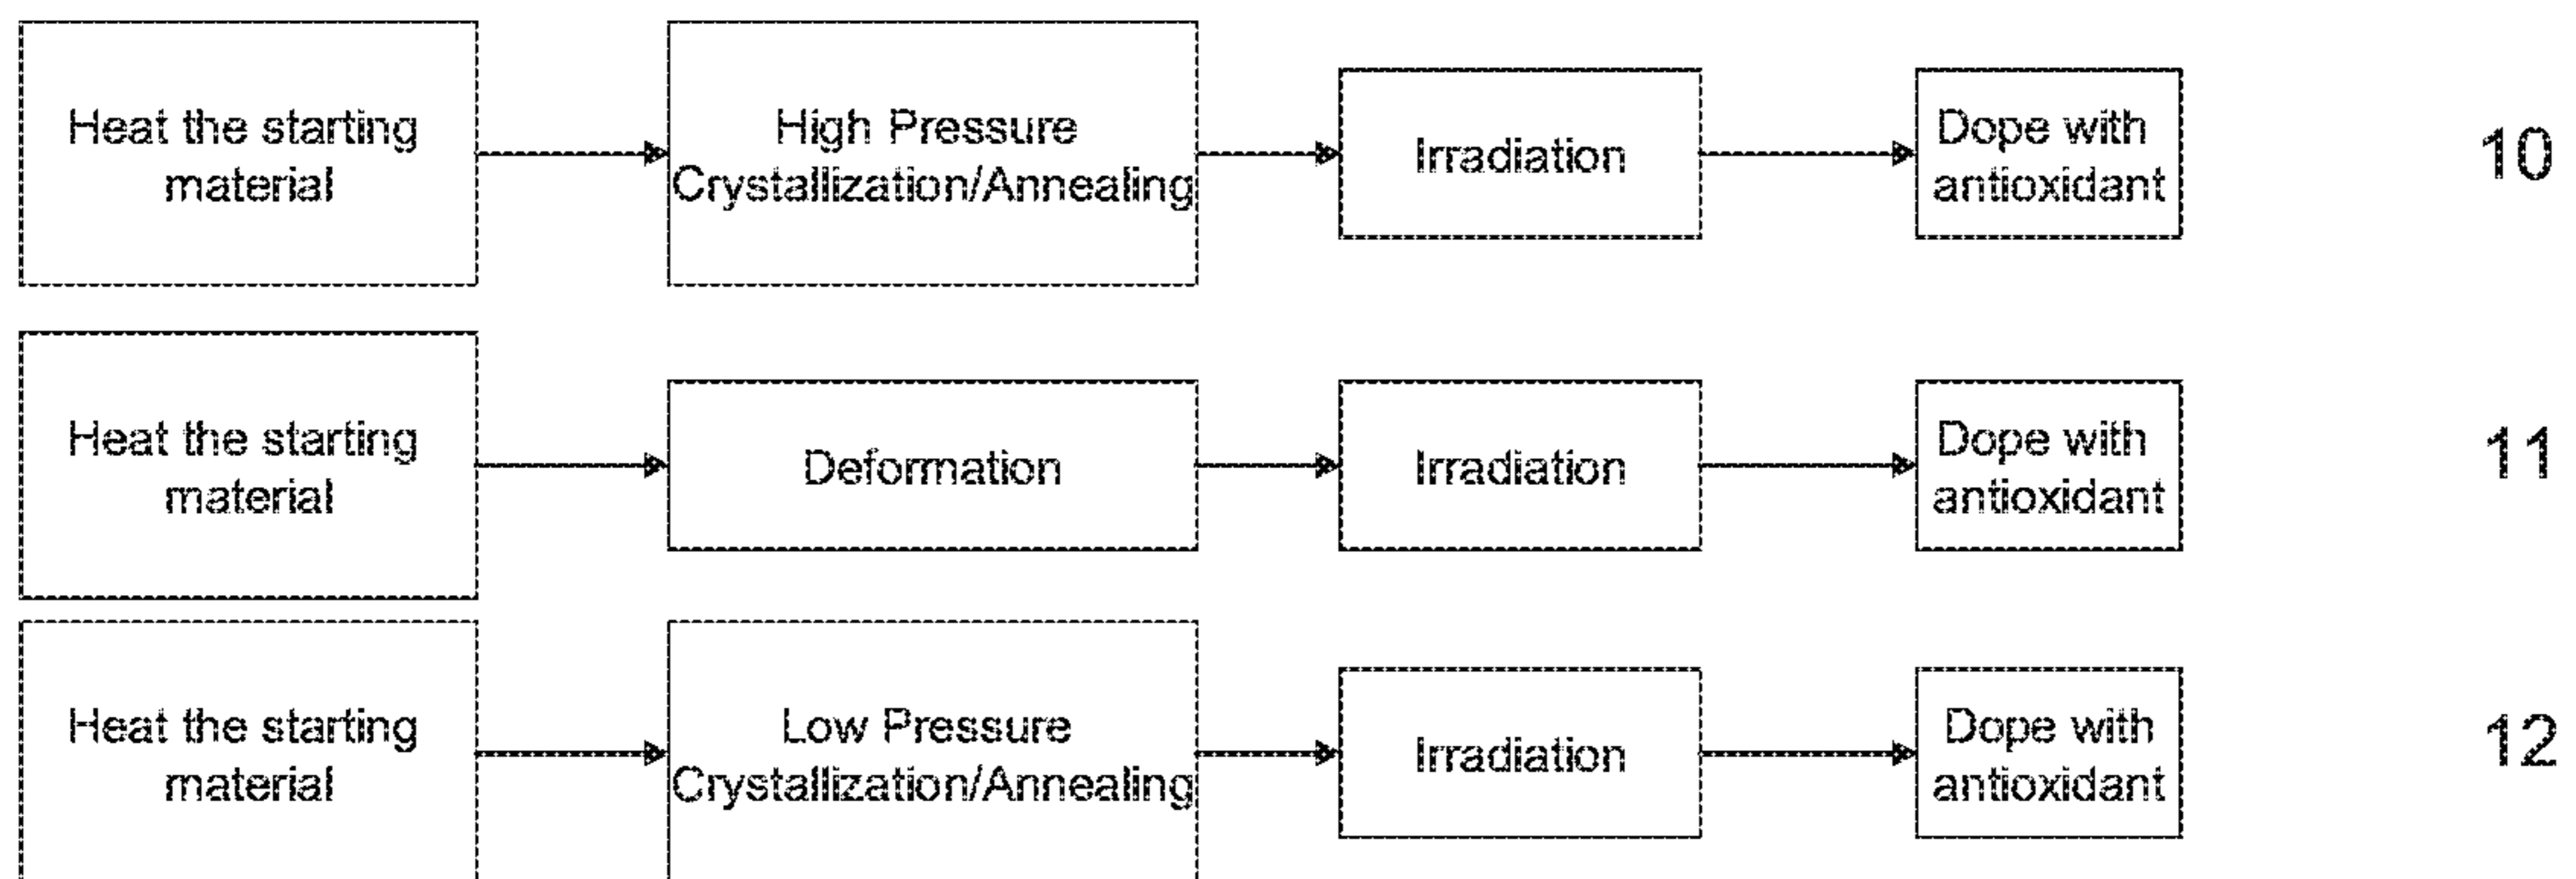 Heat the starting
material
High Pressure
Crystallization/Annealing
Irradiation
Dope with
antioxidant
10
Heat the starting
material
Deformation
Irradiation
Dope with
antioxidant
11
Heat the starting
material
Low Pressure
Crystallization/Annealing
Irradiation
Dope with
antioxidant
12